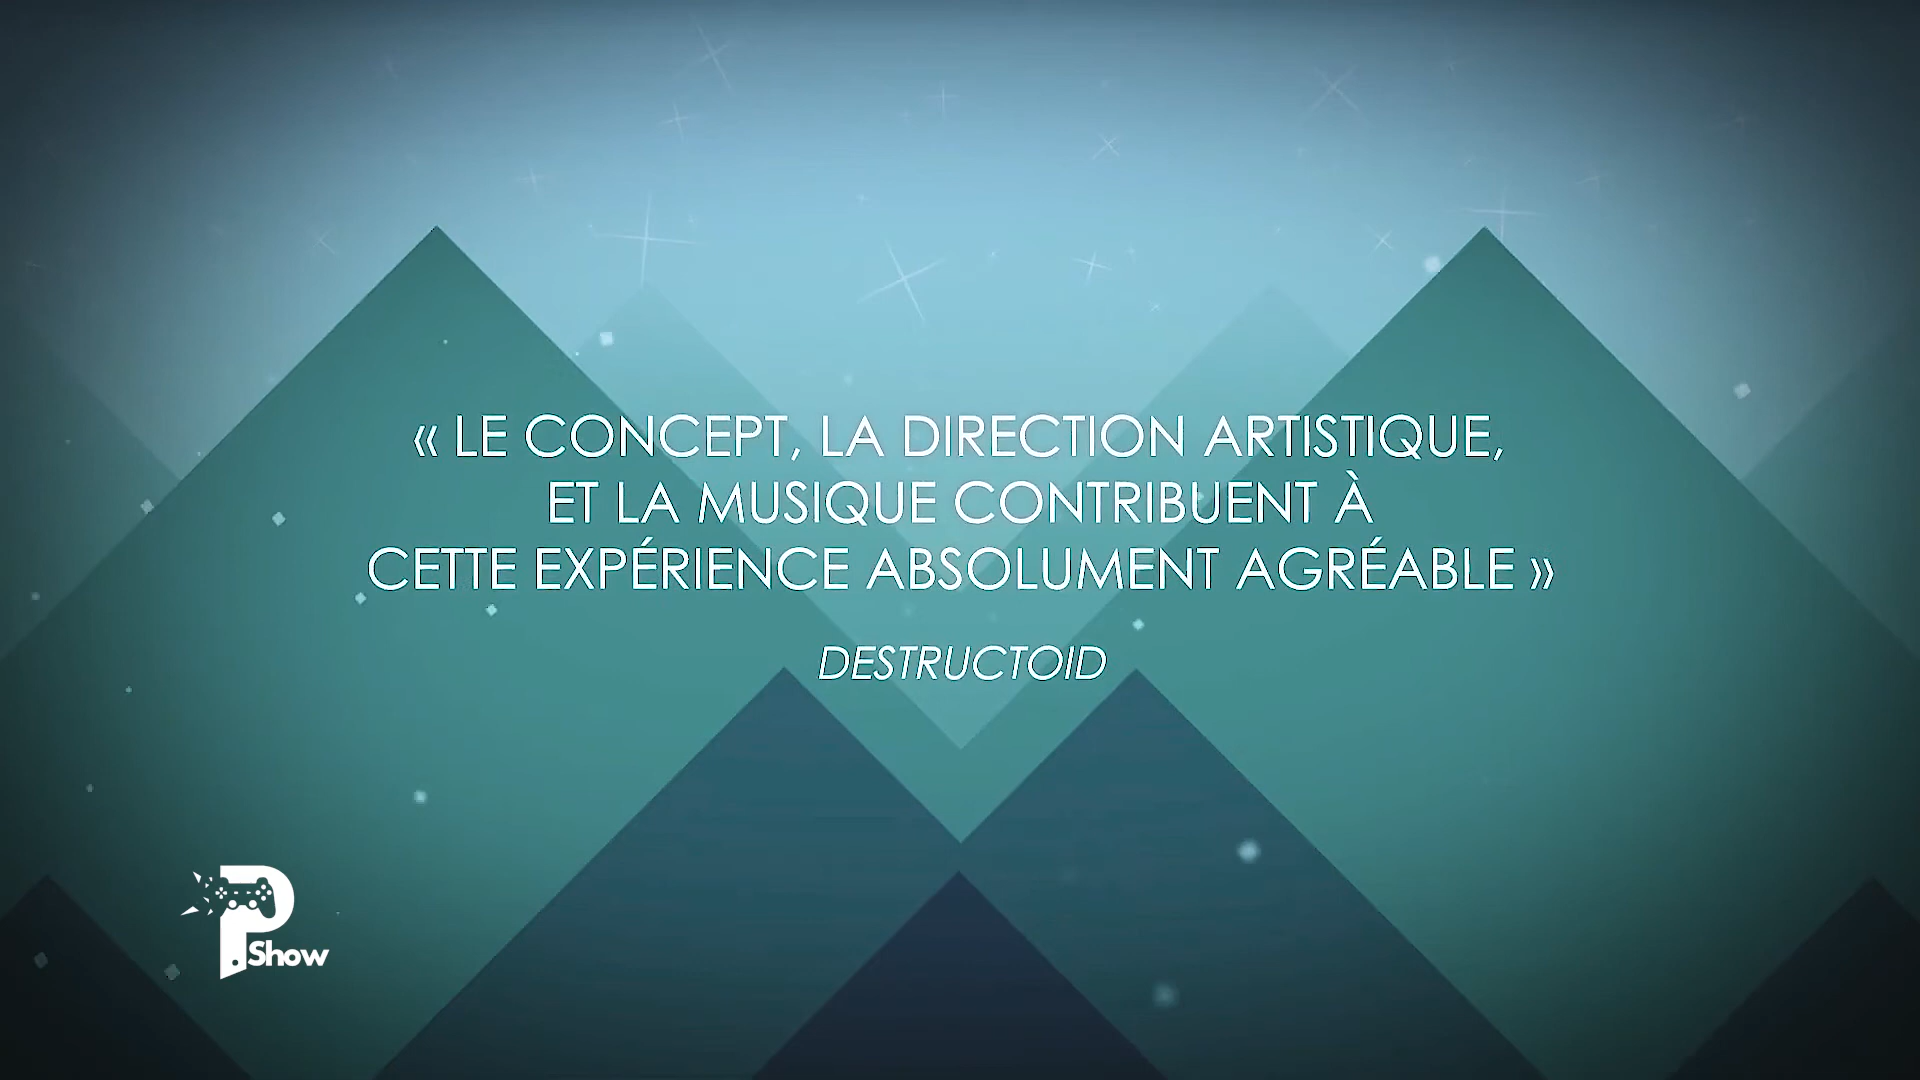 « LE CONCEPT, LA DIRECTION ARTISTIQUE,
ET LA MUSIQUE CONTRIBUENT À
CETTE EXPÉRIENCE ABSOLUMENT AGRÉABLE »
DESTRUCTOID
P.Show